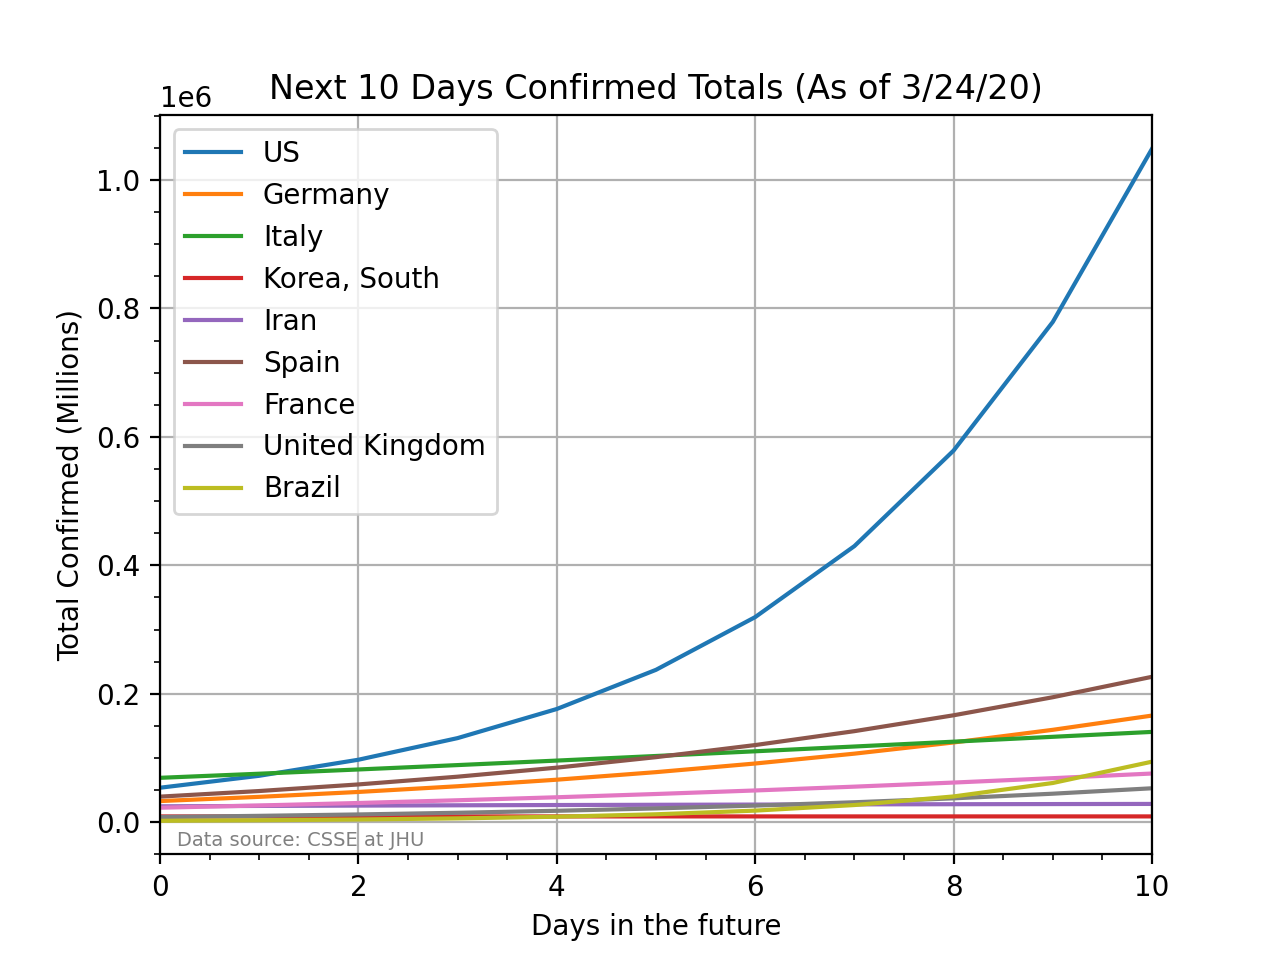 Next 10 Days Confirmed Totals (As of 3/24/20)
1e6
US
Germany
Italy
Korea, South
Iran
Spain
France
United Kingdom
Brazil
Total Confirmed (Millions)
1.0
0.8
0.6
0.4
0.2
0.0
Data source: CSSE at JHU
0 2 4 6 8 10
Days in the future